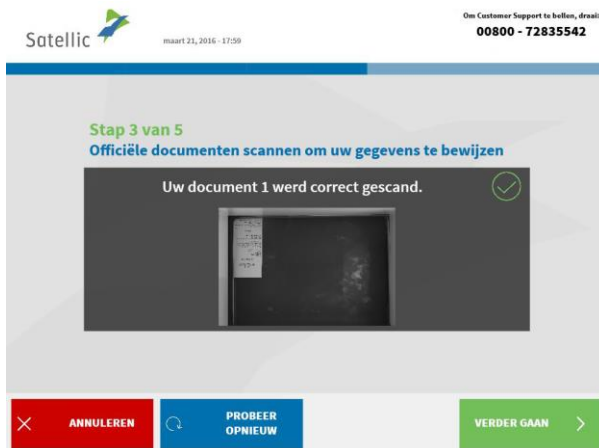 Satellic
maart 21, 2016 - 17:59
Om Customer Support te bellen, draai
00800 - 72835542
Stap 3 van 5
Officiële documenten scannen om uw gegevens te bewijzen
Uw document 1 werd correct gescand.
ANNULEREN
PROBEER
OPNIEUW
VERDER GAAN